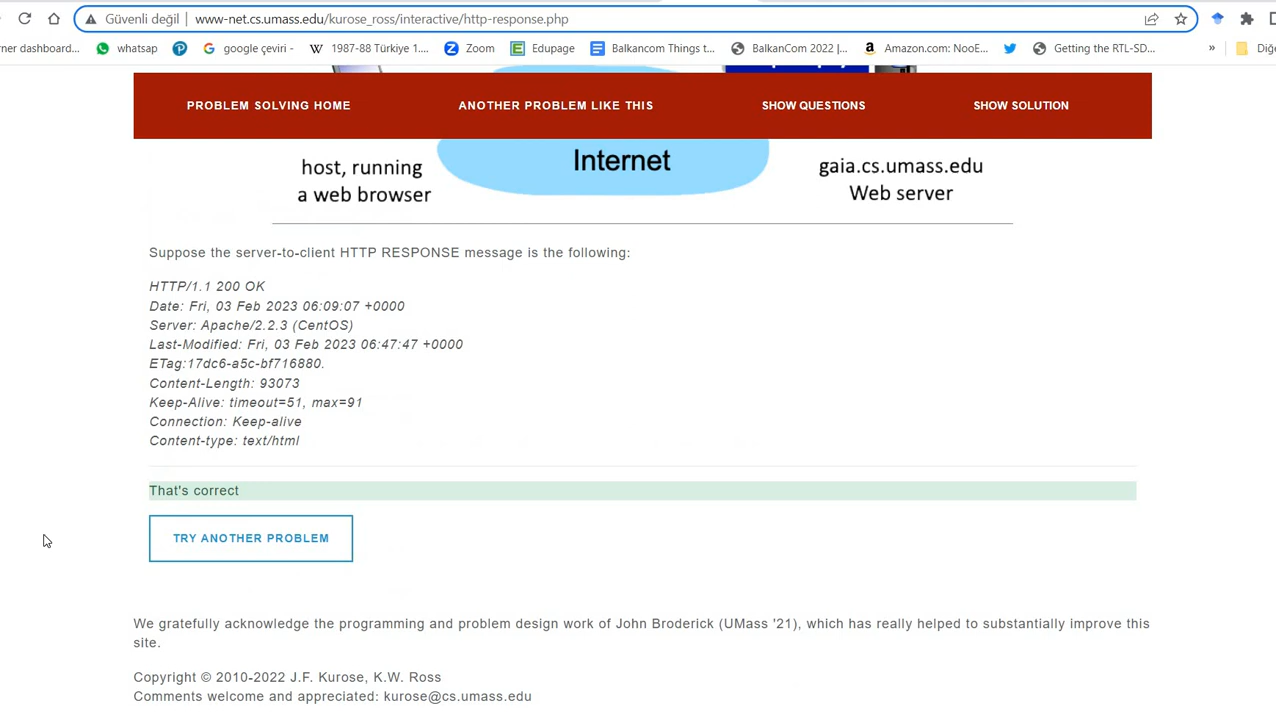 Güvenli değil
www-net.cs.umass.edu/kurose_ross/interactive/http-response.php
rner dashboard...
whatsap
google çeviri -
1987-88 Türkiye 1....
Zoom
Edupage
Balkancom Things t...
BalkanCom 2022 |...
Amazon.com: NooE...
Getting the RTL-SD...
»
Diğe
PROBLEM SOLVING HOME
ANOTHER PROBLEM LIKE THIS
SHOW QUESTIONS
SHOW SOLUTION
host, running
a web browser
Internet
gaia.cs.umass.edu
Web server
Suppose the server-to-client HTTP RESPONSE message is the following:
HTTP/1.1 200 OK
Date: Fri, 03 Feb 2023 06:09:07 +0000
Server: Apache/2.2.3 (CentOS)
Last-Modified: Fri, 03 Feb 2023 06:47:47 +0000
ETag:17dc6-a5c-bf716880.
Content-Length: 93073
Keep-Alive: timeout=51, max=91
Connection: Keep-alive
Content-type: text/html
That's correct
TRY ANOTHER PROBLEM
We gratefully acknowledge the programming and problem design work of John Broderick (UMass '21), which has really helped to substantially improve this
site.
Copyright © 2010-2022 J.F. Kurose, K.W. Ross
Comments welcome and appreciated: kurose@cs.umass.edu